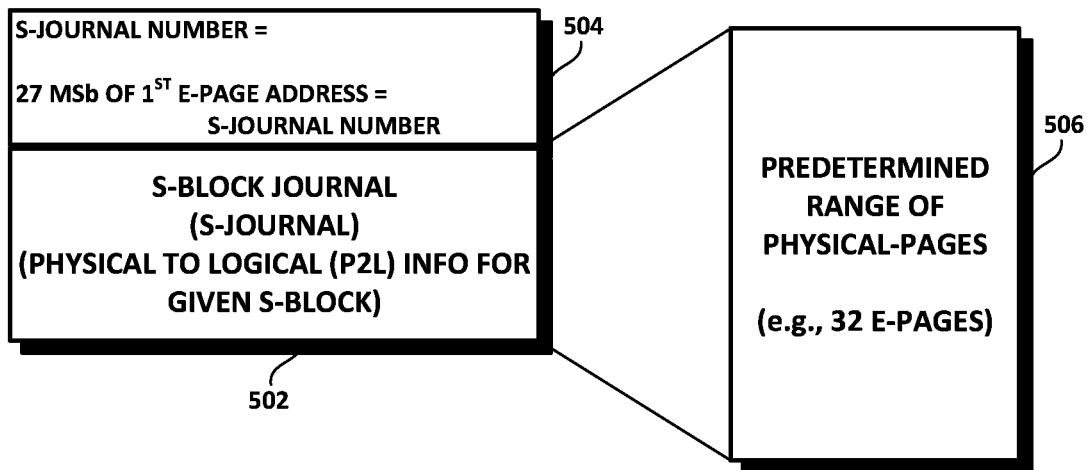 S-JOURNAL NUMBER =
27 MSb OF 1ST E-PAGE ADDRESS =
S-JOURNAL NUMBER
504
S-BLOCK JOURNAL
(S-JOURNAL)
(PHYSICAL TO LOGICAL (P2L) INFO FOR
GIVEN S-BLOCK)
502
PREDETERMINED
RANGE OF
PHYSICAL-PAGES
(e.g., 32 E-PAGES)
506